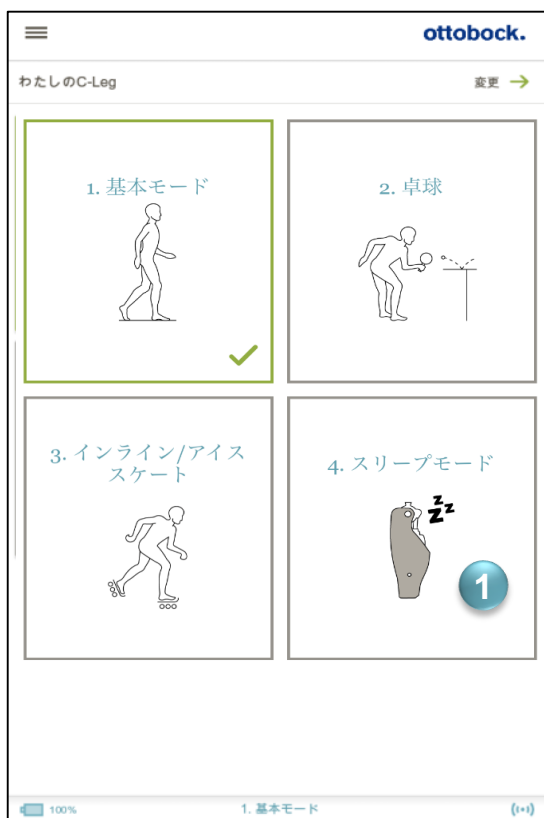 ottobock.
わたしのC-Leg 変更
1. 基本モード
2. 卓球
3. インライン/アイス
スケート
4. スリープモード
zzz
1
100% 1. 基本モード